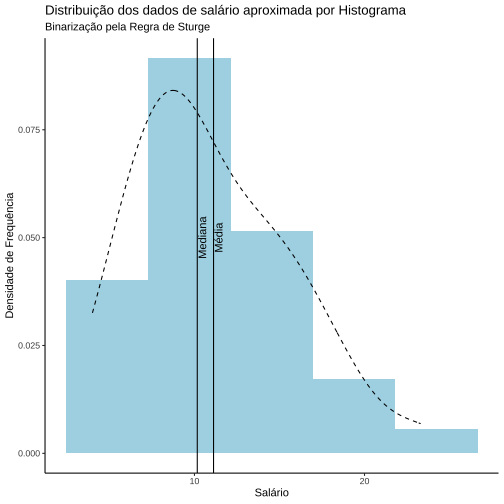 Distribuição dos dados de salário aproximada por Histograma
Binarização pela Regra de Sturge
Densidade de Frequência
0.075
0.050
0.025
0.000
Mediana
Média
10
20
Salário